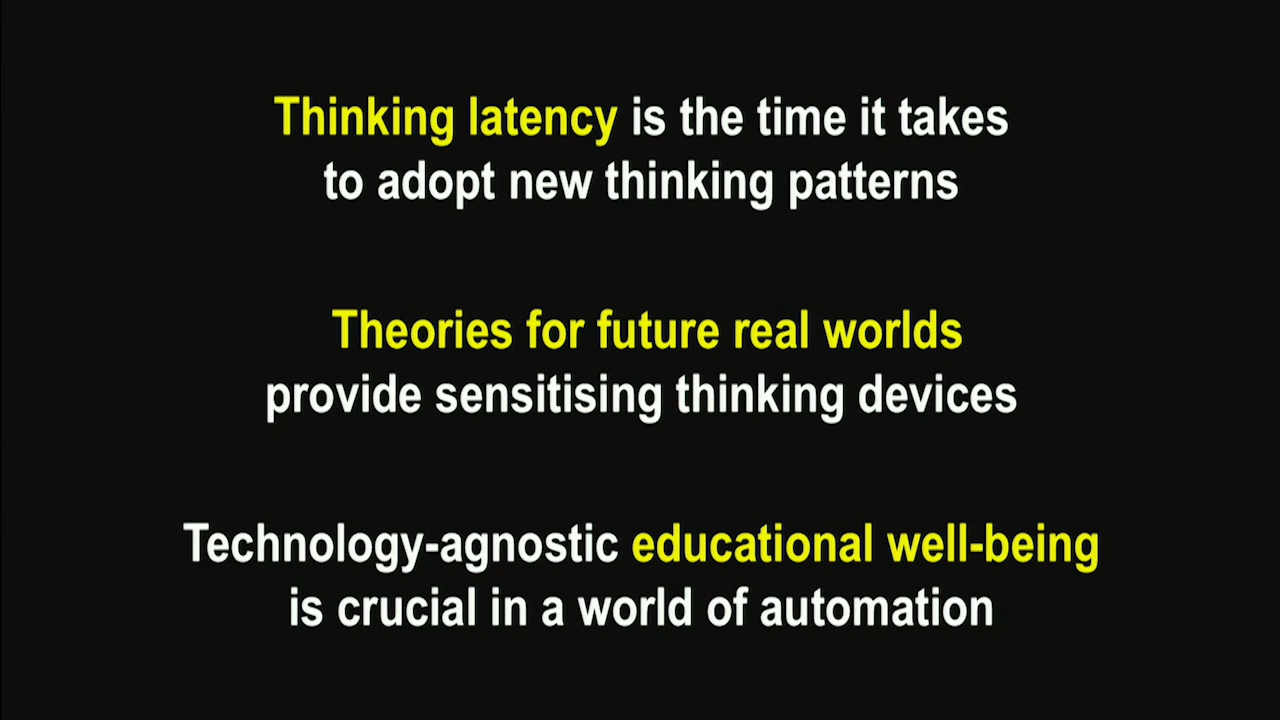 Thinking latency is the time it takes
to adopt new thinking patterns
Theories for future real worlds
provide sensitising thinking devices
Technology-agnostic educational well-being
is crucial in a world of automation